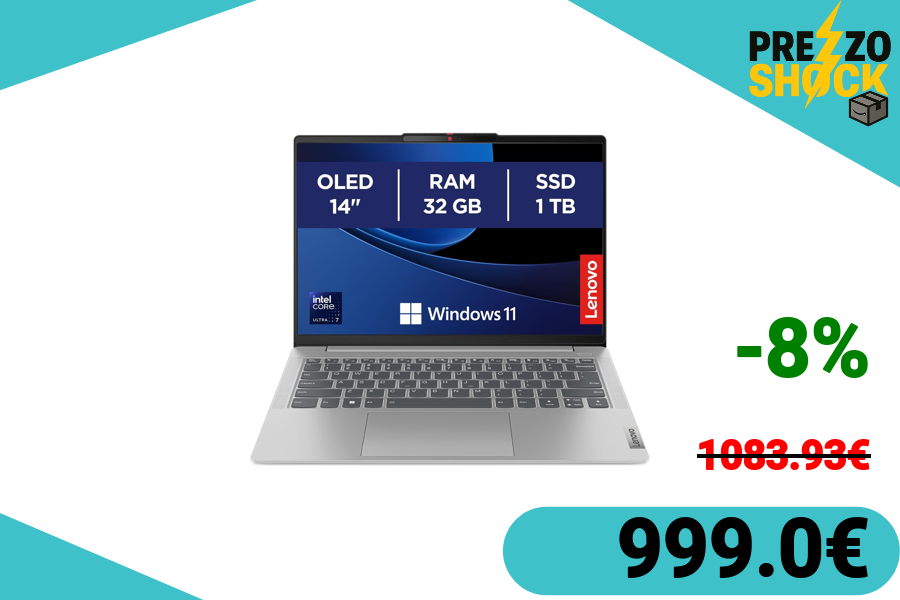 PREZZO
SHOCK
OLED
14"
RAM
32 GB
SSD
1 TB
Lenovo
intel
CORE
ULTRA 7
Windows 11
Lenovo
-8%
1083.93€
999.0€